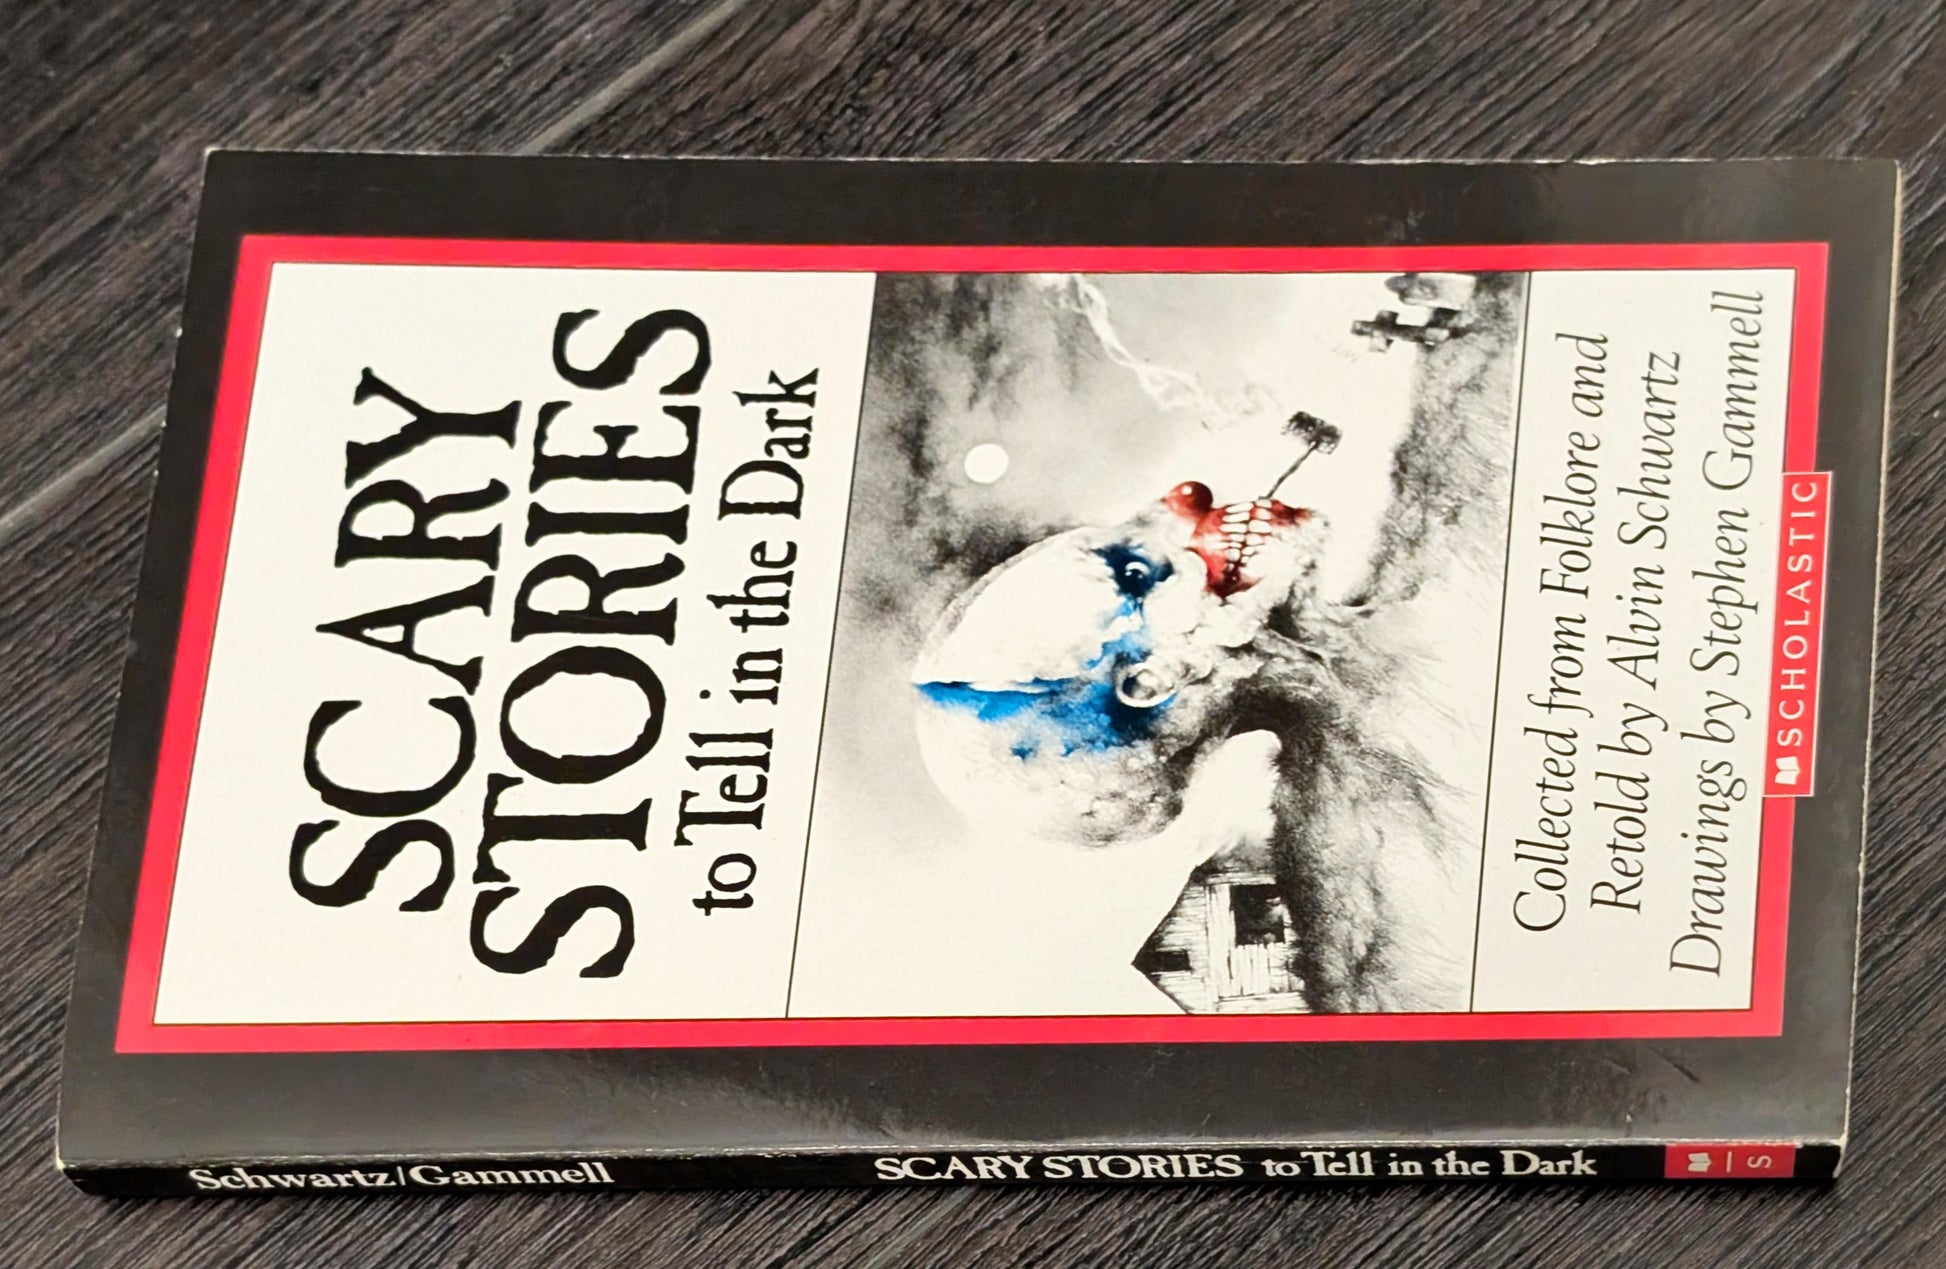 SCARY
STORIES
to Tell in the Dark
Collected from Folklore and
Retold by Alvin Schwartz
Drawings by Stephen Gammell
SCHOLASTIC
Schwartz/Gammell SCARY STORIES to Tell in the Dark S